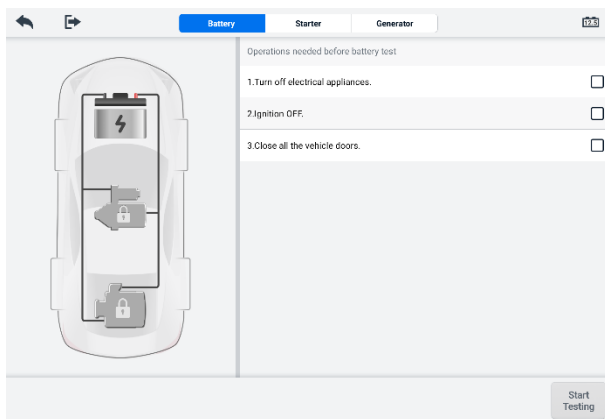 Battery
Starter
Generator
12.5
Operations needed before battery test
1.Turn off electrical appliances.
2.Ignition OFF.
3.Close all the vehicle doors.
Start
Testing